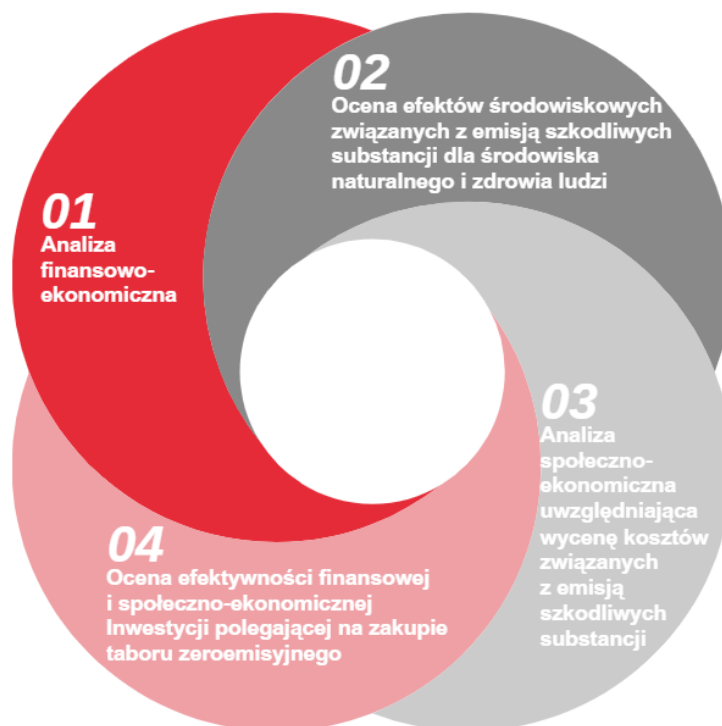 01
Analiza
finansowo-
ekonomiczna
02
Ocena efektów środowiskowych
związanych z emisją szkodliwych
substancji dla środowiska
naturalnego i zdrowia ludzi
03
Analiza
społeczno-
ekonomiczna
uwzględniająca
wycenę kosztów
związanych
z emisją
szkodliwych
substancji
04
Ocena efektywności finansowej
i społeczno-ekonomicznej
Inwestycji polegającej na zakupie
taboru zeroemisyjnego